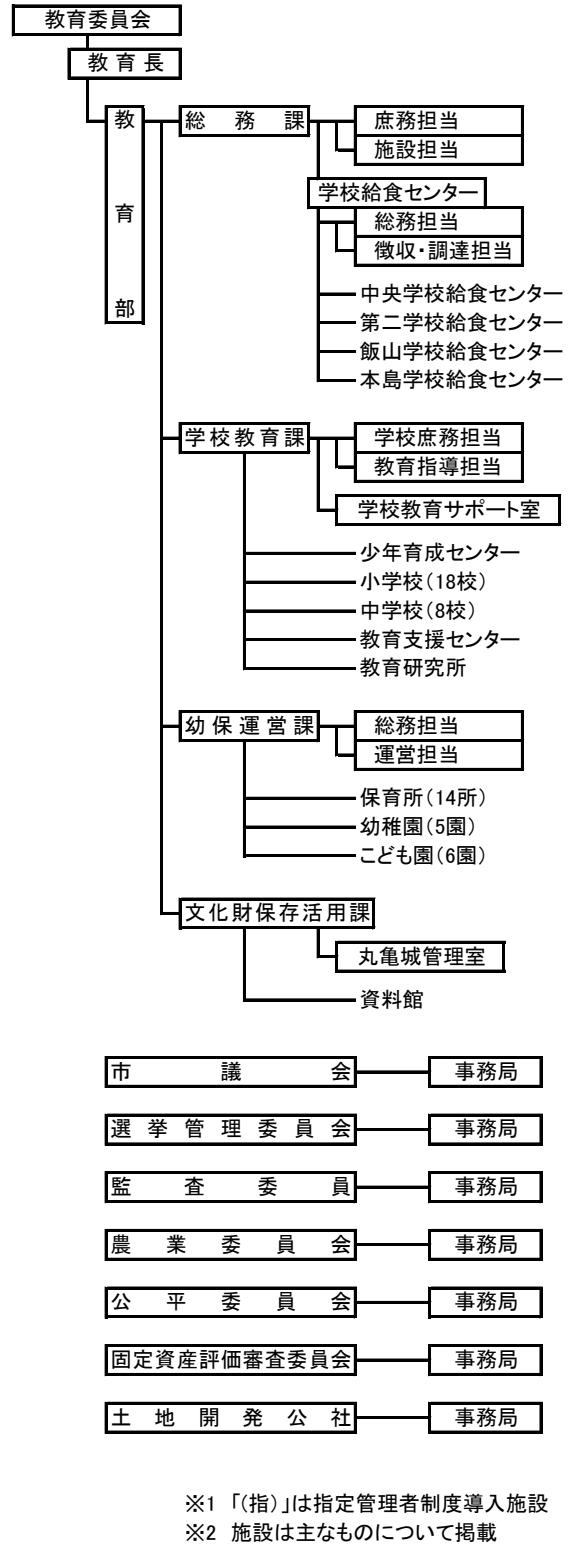 教育委員会
教育長
教育部
総務課
庶務担当
施設担当
学校給食センター
総務担当
徴収・調達担当
中央学校給食センター
第二学校給食センター
飯山学校給食センター
本島学校給食センター
学校教育課
学校庶務担当
教育指導担当
学校教育サポート室
少年育成センター
小学校(18校)
中学校(8校)
教育支援センター
教育研究所
幼保運営課
総務担当
運営担当
保育所(14所)
幼稚園(5園)
こども園(6園)
文化財保存活用課
丸亀城管理室
資料館
市議会 事務局
選挙管理委員会 事務局
監査委員 事務局
農業委員会 事務局
公平委員会 事務局
固定資産評価審査委員会 事務局
土地開発公社 事務局
※1 「(指)」は指定管理者制度導入施設
※2 施設は主なものについて掲載